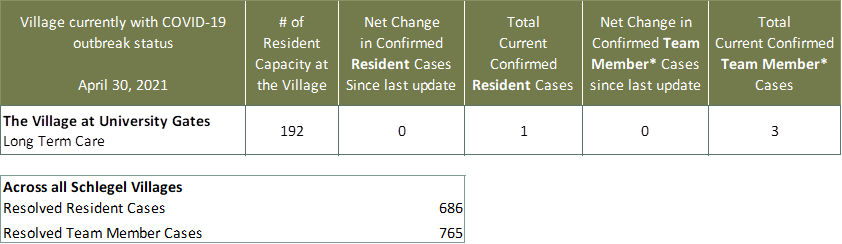 Village currently with COVID-19
outbreak status
April 30, 2021
# of
Resident
Capacity at
the Village
Net Change
in Confirmed
Resident Cases
Since last update
Total
Current
Confirmed
Resident Cases
Net Change in
Confirmed Team
Member* Cases
since last update
Total
Current Confirmed
Team Member*
Cases
The Village at University Gates
Long Term Care
192
0
1
0
3
Across all Schlegel Villages
Resolved Resident Cases 686
Resolved Team Member Cases 765